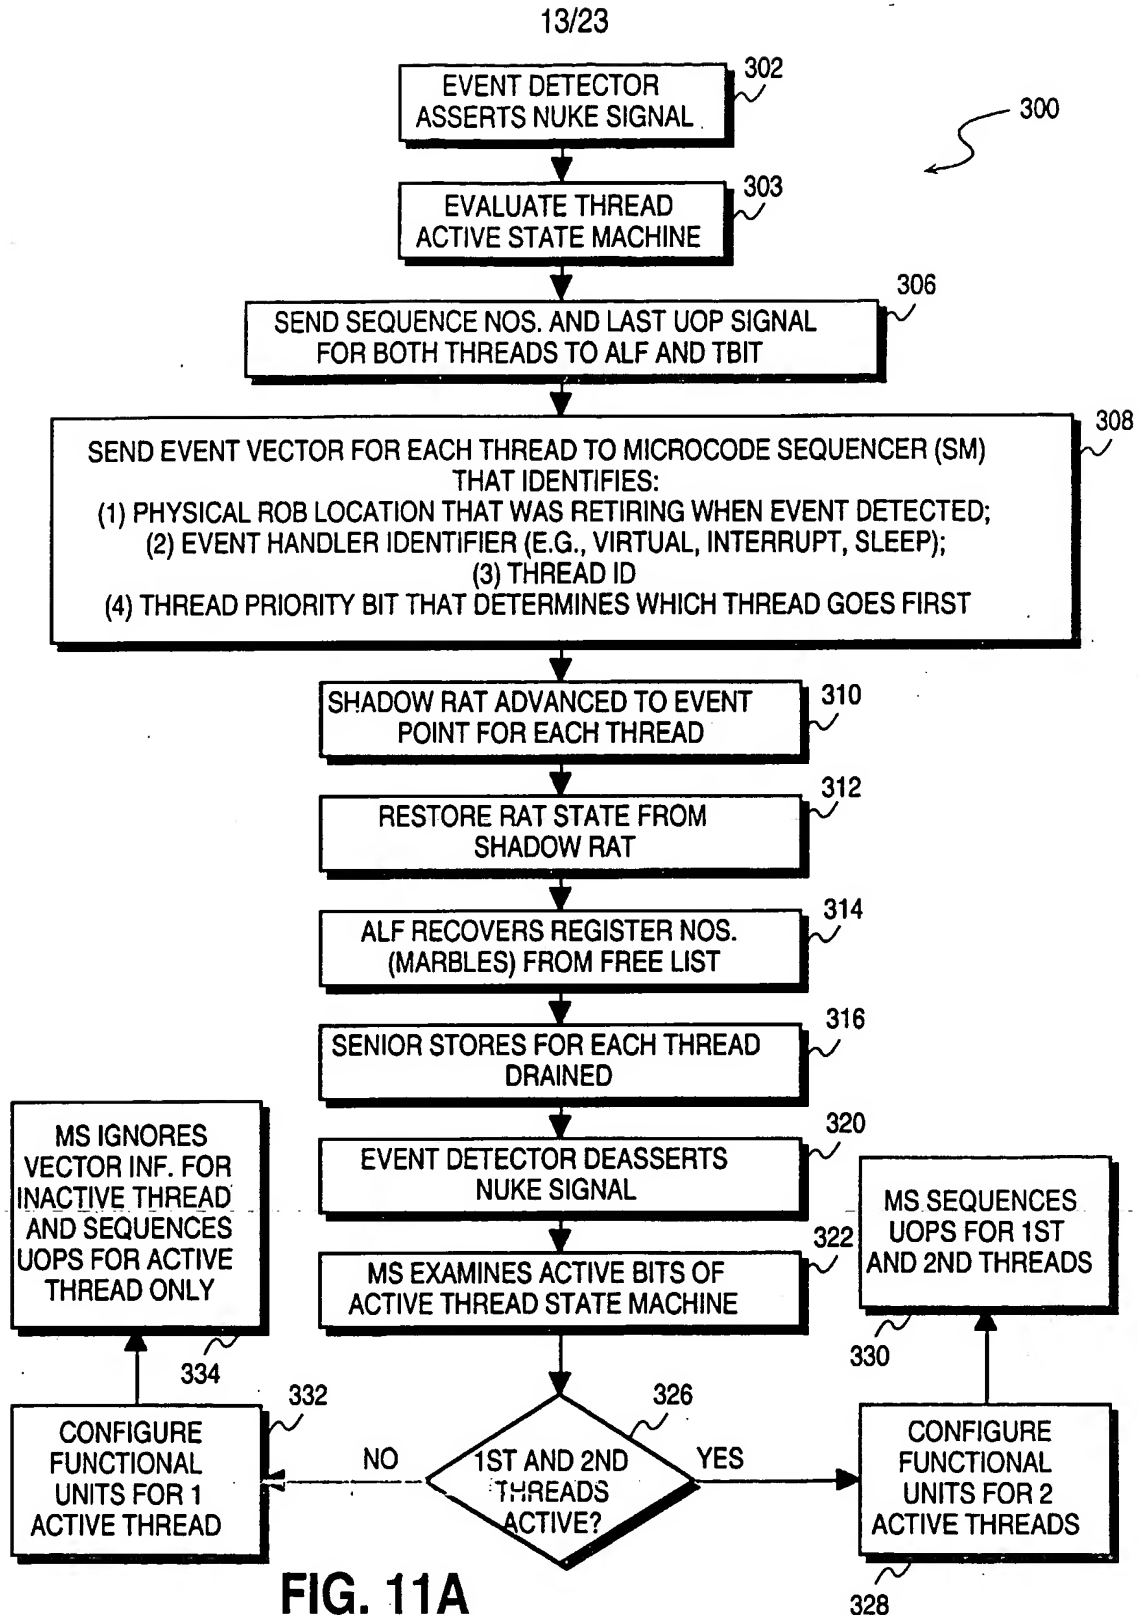 13/23
302
EVENT DETECTOR
ASSERTS NUKE SIGNAL
300
303
EVALUATE THREAD
ACTIVE STATE MACHINE
306
SEND SEQUENCE NOS. AND LAST UOP SIGNAL
FOR BOTH THREADS TO ALF AND TBIT
308
SEND EVENT VECTOR FOR EACH THREAD TO MICROCODE SEQUENCER (SM)
THAT IDENTIFIES:
(1) PHYSICAL ROB LOCATION THAT WAS RETIRING WHEN EVENT DETECTED;
(2) EVENT HANDLER IDENTIFIER (E.G., VIRTUAL, INTERRUPT, SLEEP);
(3) THREAD ID
(4) THREAD PRIORITY BIT THAT DETERMINES WHICH THREAD GOES FIRST
310
SHADOW RAT ADVANCED TO EVENT
POINT FOR EACH THREAD
312
RESTORE RAT STATE FROM
SHADOW RAT
314
ALF RECOVERS REGISTER NOS.
(MARBLES) FROM FREE LIST
316
SENIOR STORES FOR EACH THREAD
DRAINED
320
EVENT DETECTOR DEASSERTS
NUKE SIGNAL
322
MS EXAMINES ACTIVE BITS OF
ACTIVE THREAD STATE MACHINE
326
1ST AND 2ND
THREADS
ACTIVE?
NO
YES
332
CONFIGURE
FUNCTIONAL
UNITS FOR 1
ACTIVE THREAD
MS IGNORES
VECTOR INF. FOR
INACTIVE THREAD
AND SEQUENCES
UOPS FOR ACTIVE
THREAD ONLY
334
CONFIGURE
FUNCTIONAL
UNITS FOR 2
ACTIVE THREADS
328
MS SEQUENCES
UOPS FOR 1ST
AND 2ND THREADS
330
FIG. 11A